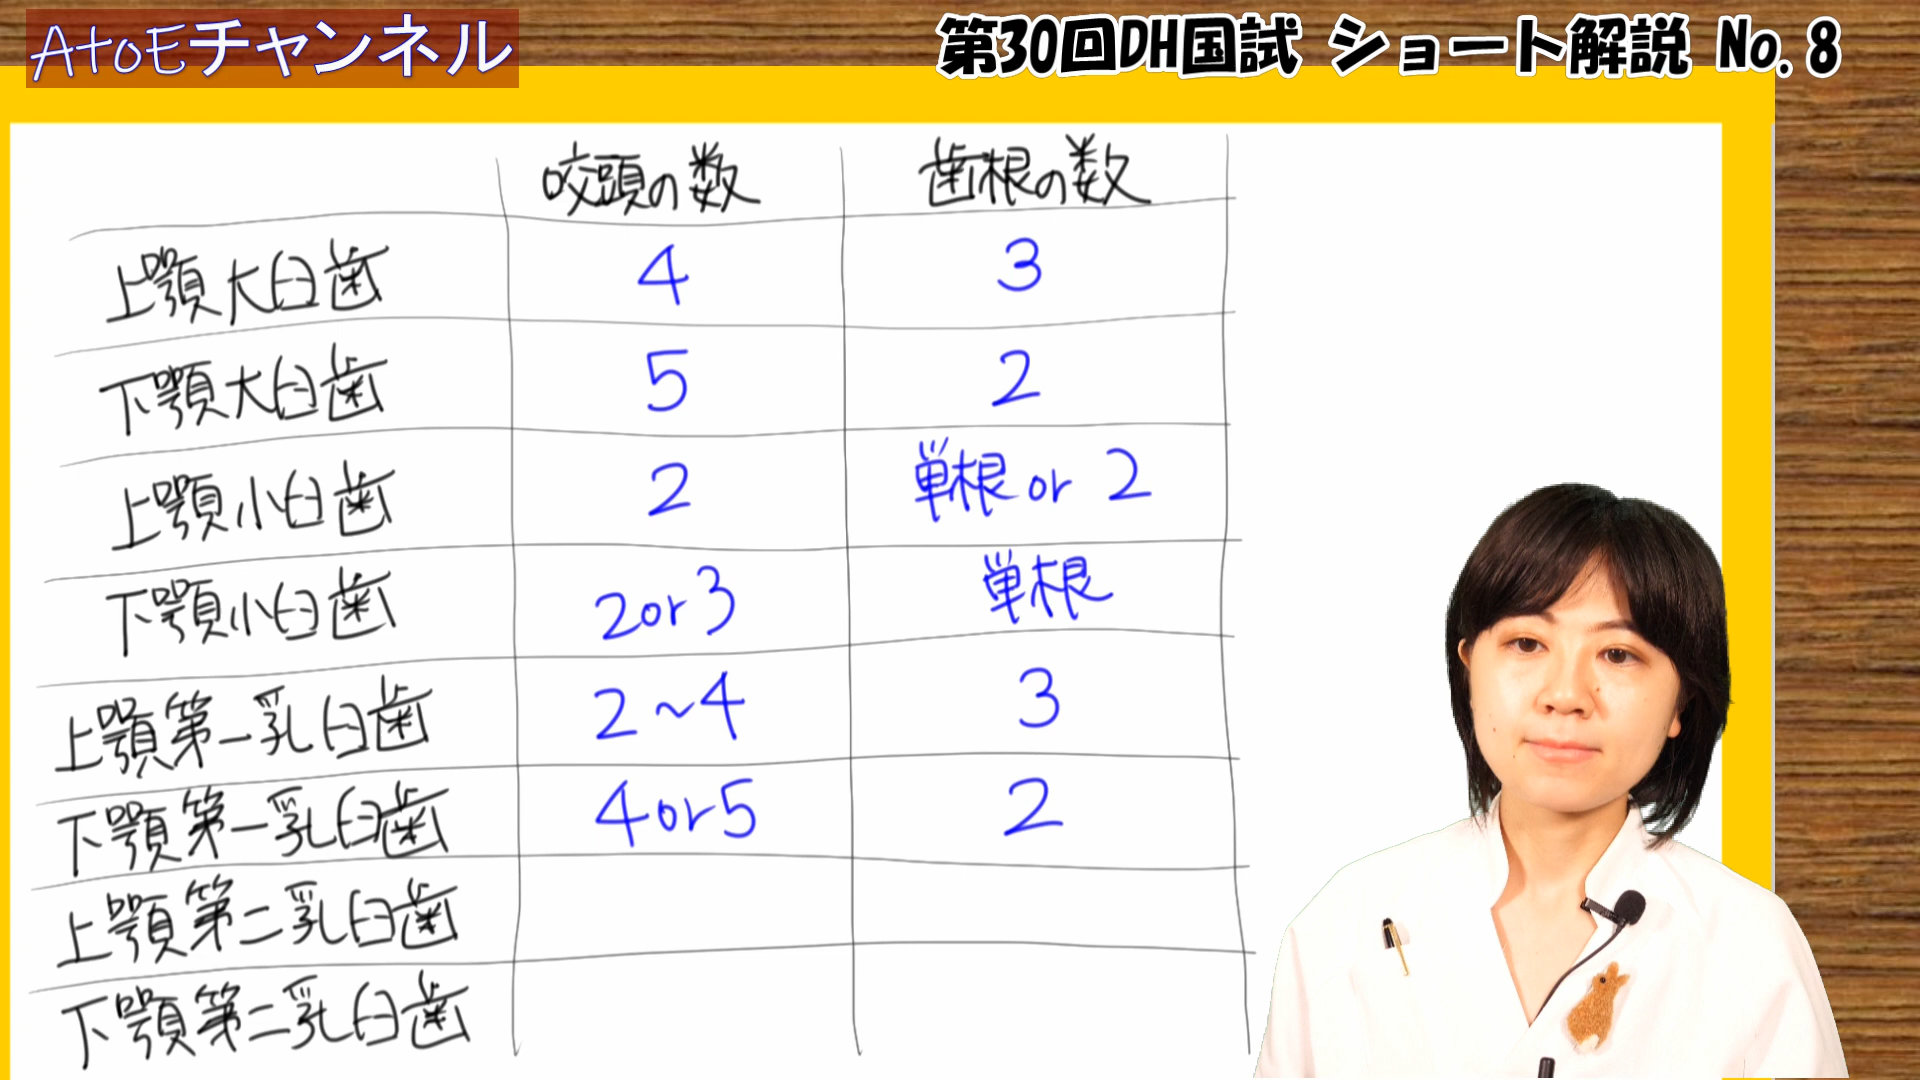 AtoEチャンネル
第30回DH国試 ショート解説 No.8
咬頭の数 歯根の数
上顎大臼歯 4 3
下顎大臼歯 5 2
上顎小臼歯 2 単根 or 2
下顎小臼歯 2or3 単根
上顎第一乳臼歯 2~4 3
下顎第一乳臼歯 4or5 2
上顎第二乳臼歯
下顎第二乳臼歯